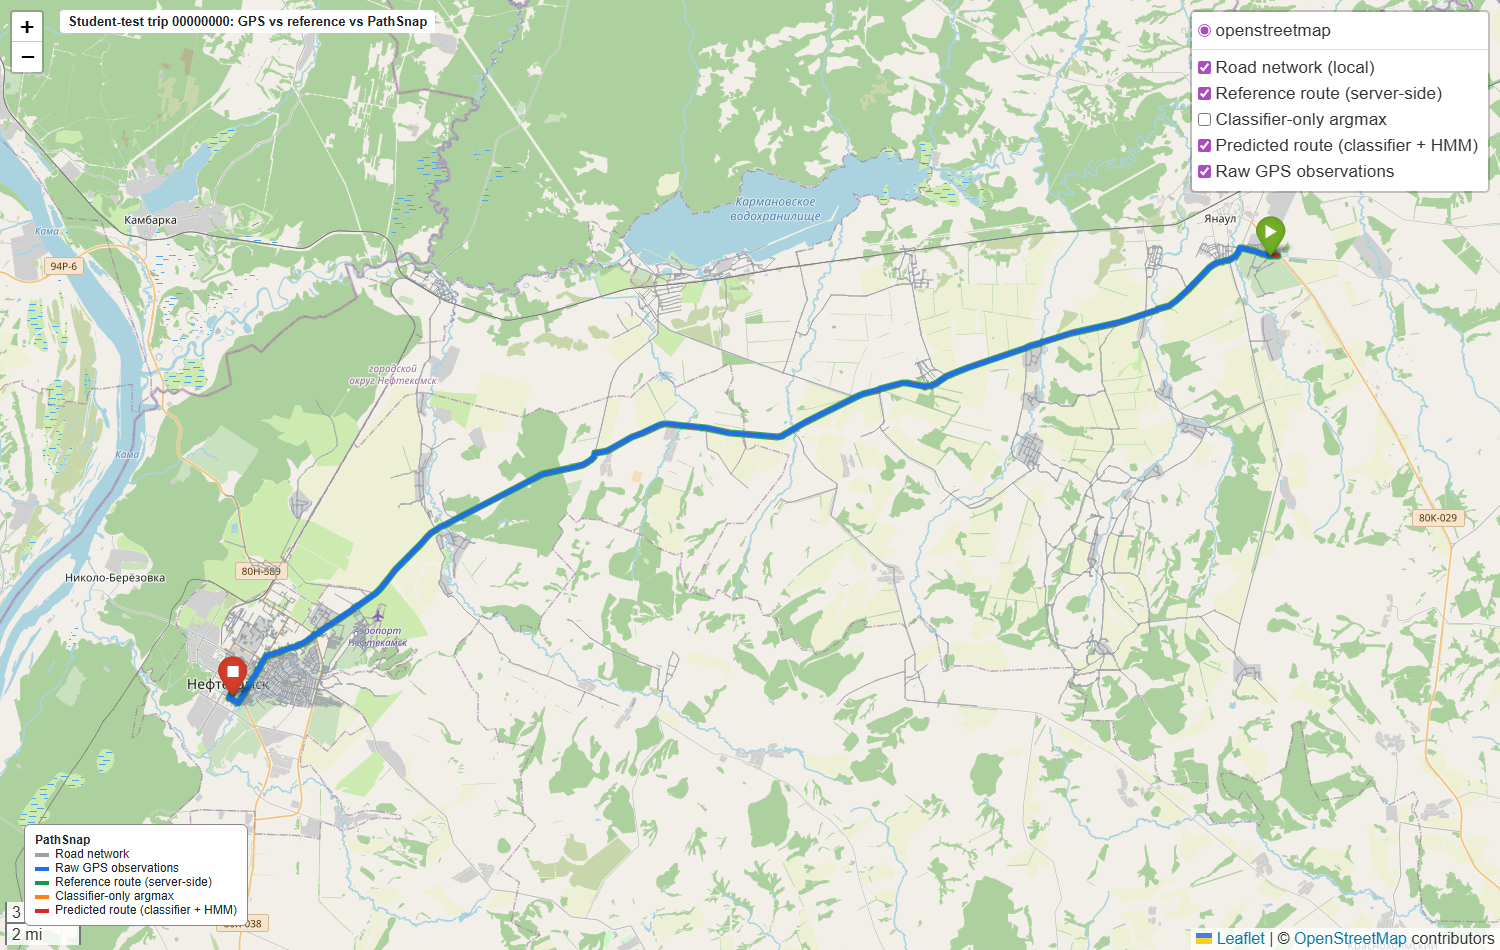 +
Student-test trip 00000000: GPS vs reference vs PathSnap
−
openstreetmap
Road network (local)
Reference route (server-side)
Classifier-only argmax
Predicted route (classifier + HMM)
Raw GPS observations
Камбарка
Кама
94Р-6
Кармановское
водохранилище
Янаул
городской
округ Нефтекамск
Кама
80К-029
80Н-389
Николо-Берёзовка
Аэропорт
Нефтекамск
PathSnap
Road network
Raw GPS observations
Reference route (server-side)
Classifier-only argmax
Predicted route (classifier + HMM)
3
2 mi
Leaflet | © OpenStreetMap contributors